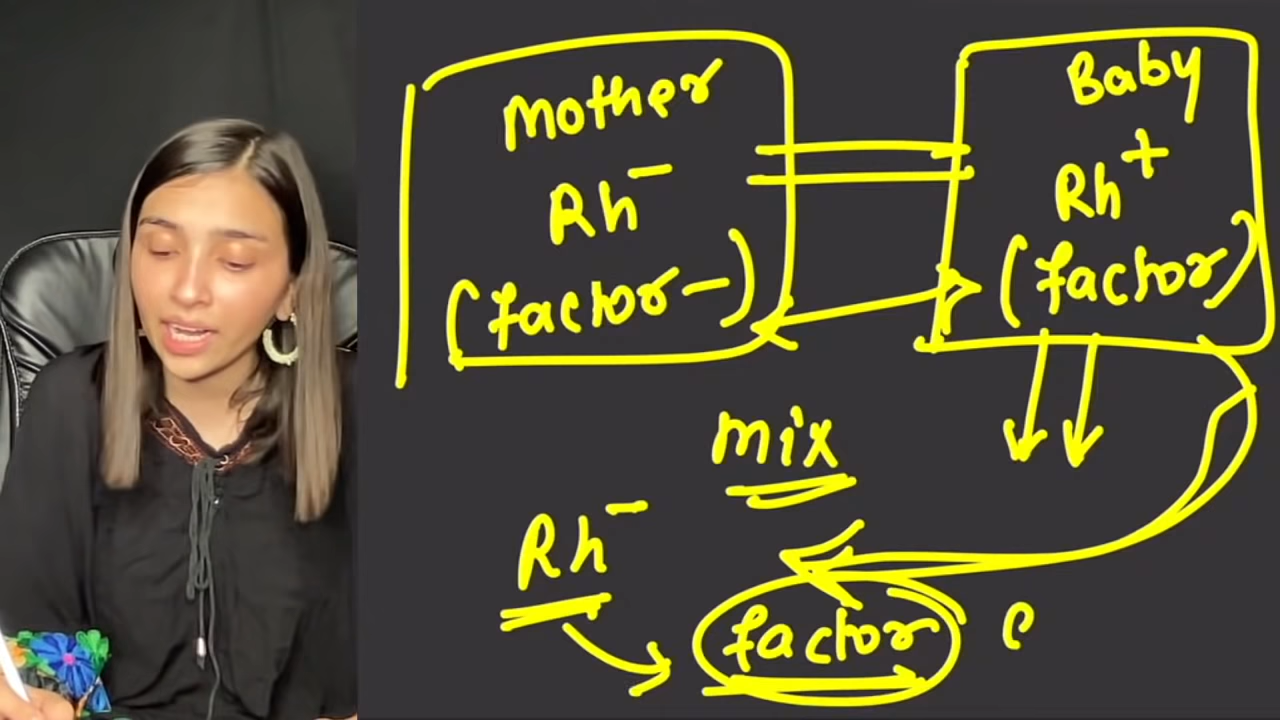 Mother
Rh⁻
(factor-)
Baby
Rh⁺
(factor)
mix
Rh⁻
factor